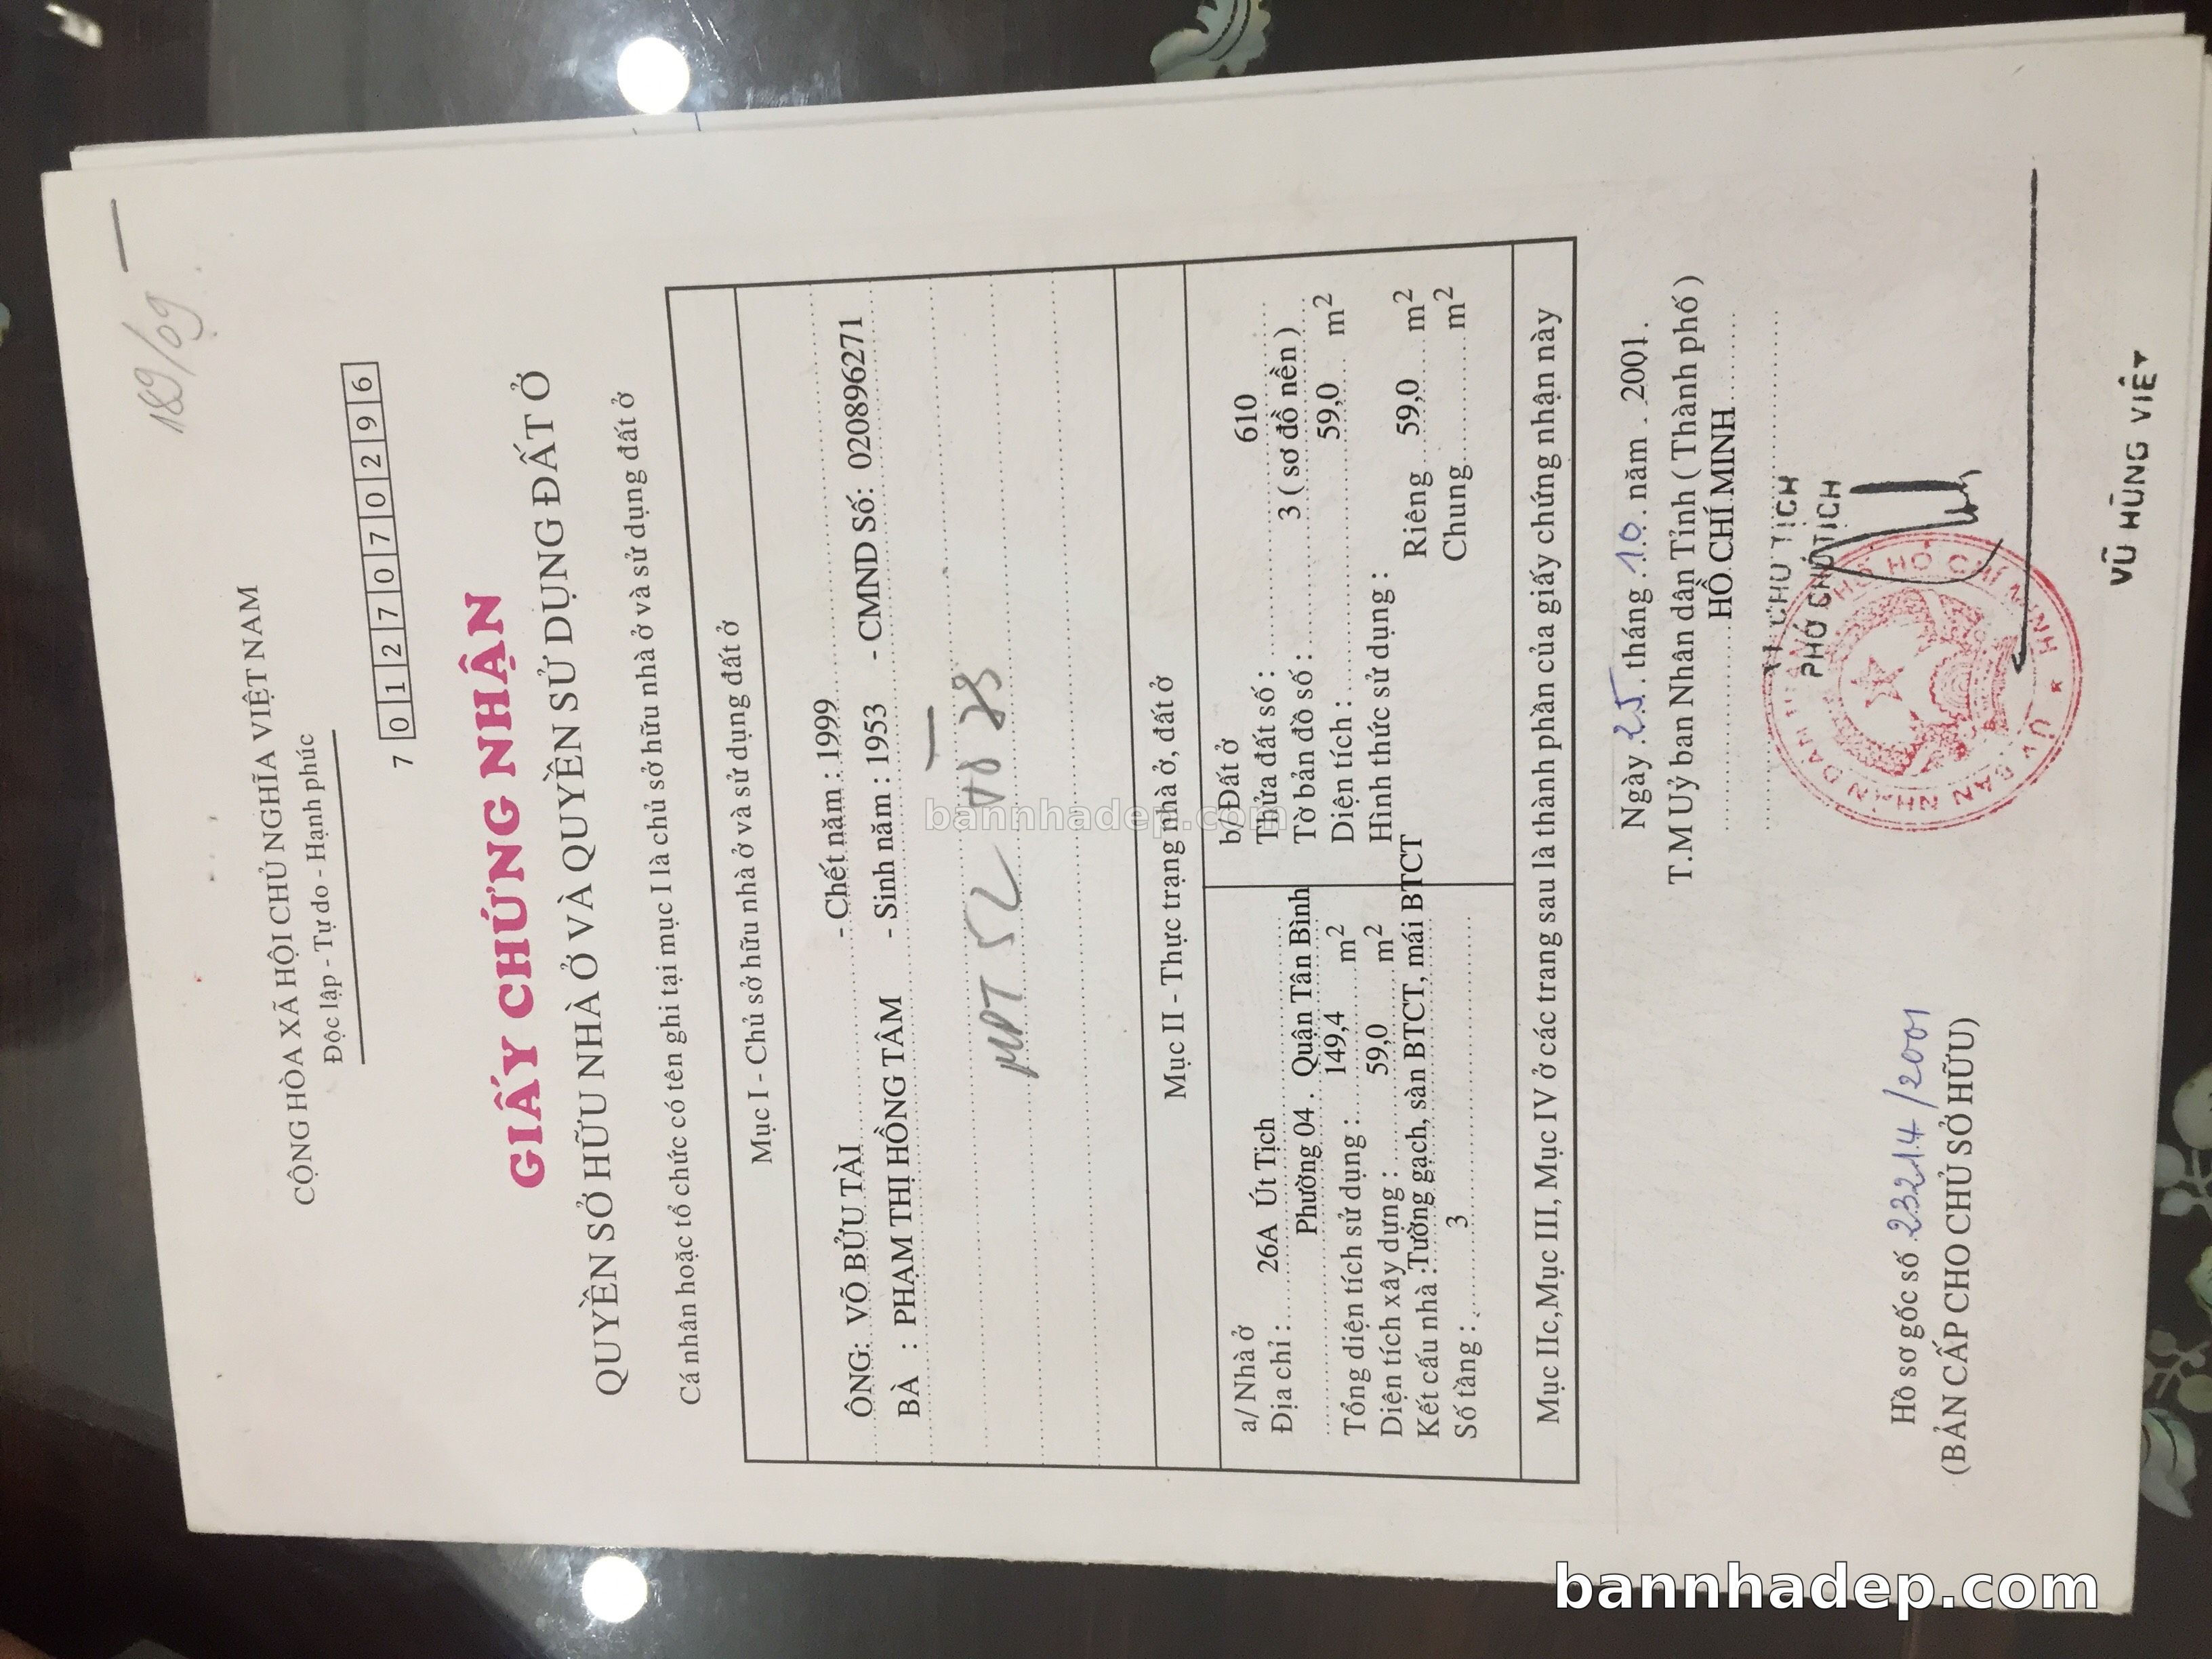 189/09
CỘNG HÒA XÃ HỘI CHỦ NGHĨA VIỆT NAM
Độc lập - Tự do - Hạnh phúc
7 0 1 2 7 0 7 0 2 9 6
GIẤY CHỨNG NHẬN
QUYỀN SỞ HỮU NHÀ Ở VÀ QUYỀN SỬ DỤNG ĐẤT Ở
Cá nhân hoặc tổ chức có tên ghi tại mục I là chủ sở hữu nhà ở và sử dụng đất ở
Mục I - Chủ sở hữu nhà ở và sử dụng đất ở
ÔNG: VÕ BỬU TÀI - Chết năm : 1999
BÀ : PHẠM THỊ HỒNG TÂM - Sinh năm : 1953 - CMND Số: 020896271
Mục II - Thực trạng nhà ở, đất ở
a/ Nhà ở
Địa chỉ : 26A Út Tịch
Phường 04 . Quận Tân Bình
Tổng diện tích sử dụng : 149,4 m2
Diện tích xây dựng : 59,0 m2
Kết cấu nhà : Tường gạch, sàn BTCT, mái BTCT
Số tầng : 3
b/ Đất ở
Thửa đất số : 610
Tờ bản đồ số : 3 ( sơ đồ nền )
Diện tích : 59,0 m2
Hình thức sử dụng :
Riêng 59,0 m2
Chung m2
Mục IIc,Mục III, Mục IV ở các trang sau là thành phần của giấy chứng nhận này
Ngày 25 tháng 10 năm 2001.
T.M Uỷ ban Nhân dân Tỉnh ( Thành phố )
HỒ CHÍ MINH
KT CHỦ TỊCH
PHÓ CHỦ TỊCH
ỦY BAN NHÂN DÂN THÀNH PHỐ HỒ CHÍ MINH
VŨ HÙNG VIỆT
Hồ sơ gốc số 23214/2001
(BẢN CẤP CHO CHỦ SỞ HỮU)
bannhadep.com
bannhadep.com